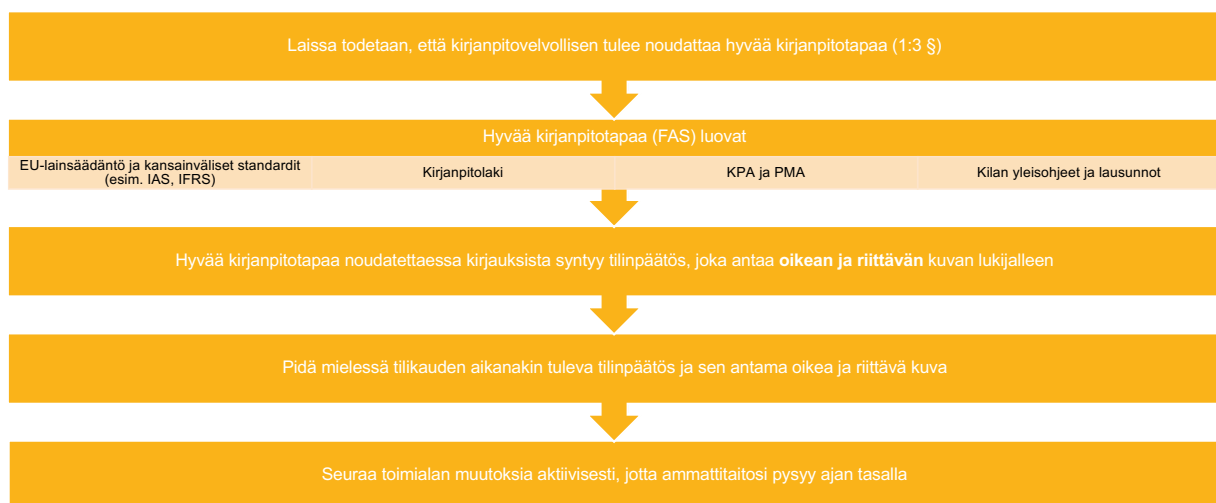 Laissa todetaan, että kirjanpitovelvollisen tulee noudattaa hyvää kirjanpitotapaa (1:3 §)
Hyvää kirjanpitotapaa (FAS) luovat
EU-lainsäädäntö ja kansainväliset standardit
(esim. IAS, IFRS)
Kirjanpitolaki
KPA ja PMA
Kilan yleisohjeet ja lausunnot
Hyvää kirjanpitotapaa noudatettaessa kirjauksista syntyy tilinpäätös, joka antaa oikean ja riittävän kuvan lukijalleen
Pidä mielessä tilikauden aikanakin tuleva tilinpäätös ja sen antama oikea ja riittävä kuva
Seuraa toimialan muutoksia aktiivisesti, jotta ammattitaitosi pysyy ajan tasalla